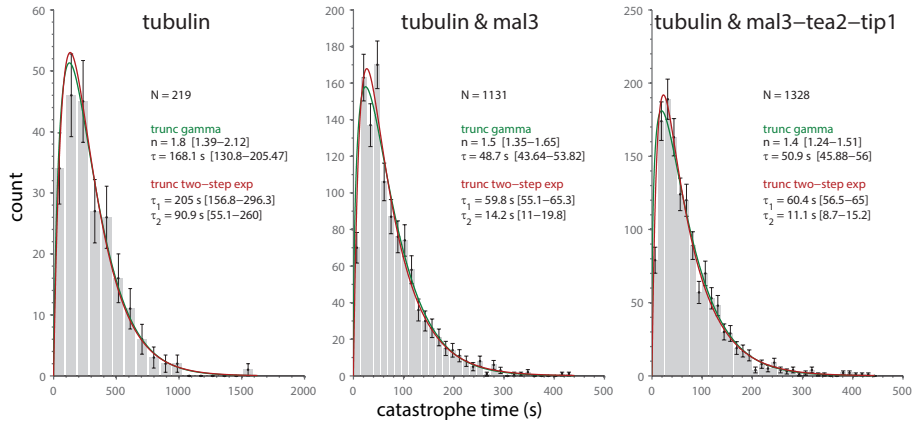 tubulin
tubulin & mal3
tubulin & mal3−tea2−tip1
count
60
50
40
30
20
10
0
0
500
1000
1500
2000
N = 219
trunc gamma
n = 1.8 [1.39−2.12]
τ = 168.1 s [130.8−205.47]
trunc two−step exp
τ1 = 205 s [156.8−296.3]
τ2 = 90.9 s [55.1−260]
200
180
160
140
120
100
80
60
40
20
0
0
100
200
300
400
500
N = 1131
trunc gamma
n = 1.5 [1.35−1.65]
τ = 48.7 s [43.64−53.82]
trunc two−step exp
τ1 = 59.8 s [55.1−65.3]
τ2 = 14.2 s [11−19.8]
250
200
150
100
50
0
0
100
200
300
400
500
N = 1328
trunc gamma
n = 1.4 [1.24−1.51]
τ = 50.9 s [45.88−56]
trunc two−step exp
τ1 = 60.4 s [56.5−65]
τ2 = 11.1 s [8.7−15.2]
catastrophe time (s)